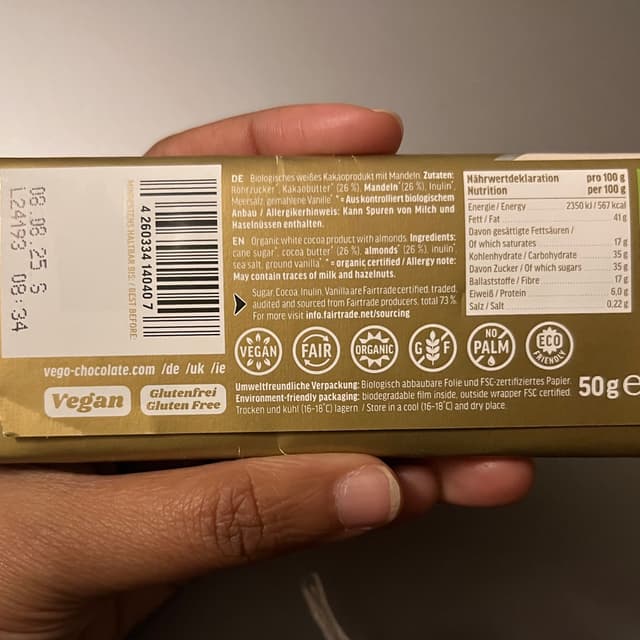 08.08.25 S
L24193 08:34
MINDESTENS HALTBAR BIS: / BEST BEFORE:
4 260334 140407
DE Biologisches weißes Kakaoprodukt mit Mandeln. Zutaten:
Rohrzucker*, Kakaobutter* (26 %), Mandeln* (26 %), Inulin*,
Meersalz, gemahlene Vanille* *= Aus kontrolliert biologischem
Anbau / Allergikerhinweis: Kann Spuren von Milch und
Haselnüssen enthalten.
EN Organic white cocoa product with almonds. Ingredients:
cane sugar*, cocoa butter* (26 %), almonds* (26 %), inulin*,
sea salt, ground vanilla* *= organic certified / Allergy note:
May contain traces of milk and hazelnuts.
Sugar, Cocoa, Inulin, Vanilla are Fairtrade certified, traded,
audited and sourced from Fairtrade producers, total 73 %
For more visit info.fairtrade.net/sourcing
Nährwertdeklaration pro 100 g
Nutrition per 100 g
Energie / Energy 2350 kJ / 567 kcal
Fett / Fat 41 g
Davon gesättigte Fettsäuren /
Of which saturates 17 g
Kohlenhydrate / Carbohydrate 35 g
Davon Zucker / Of which sugars 35 g
Ballaststoffe / Fibre 17 g
Eiweiß / Protein 6,0 g
Salz / Salt 0,22 g
VEGAN
FAIR
ORGANIC
G F
NO PALM
ECO FRIENDLY
vego-chocolate.com /de /uk /ie
Vegan
Glutenfrei
Gluten Free
Umweltfreundliche Verpackung: Biologisch abbaubare Folie und FSC-zertifiziertes Papier.
Environment-friendly packaging: biodegradable film inside, outside wrapper FSC certified.
Trocken und kühl (16-18°C) lagern / Store in a cool (16-18°C) and dry place.
50g e